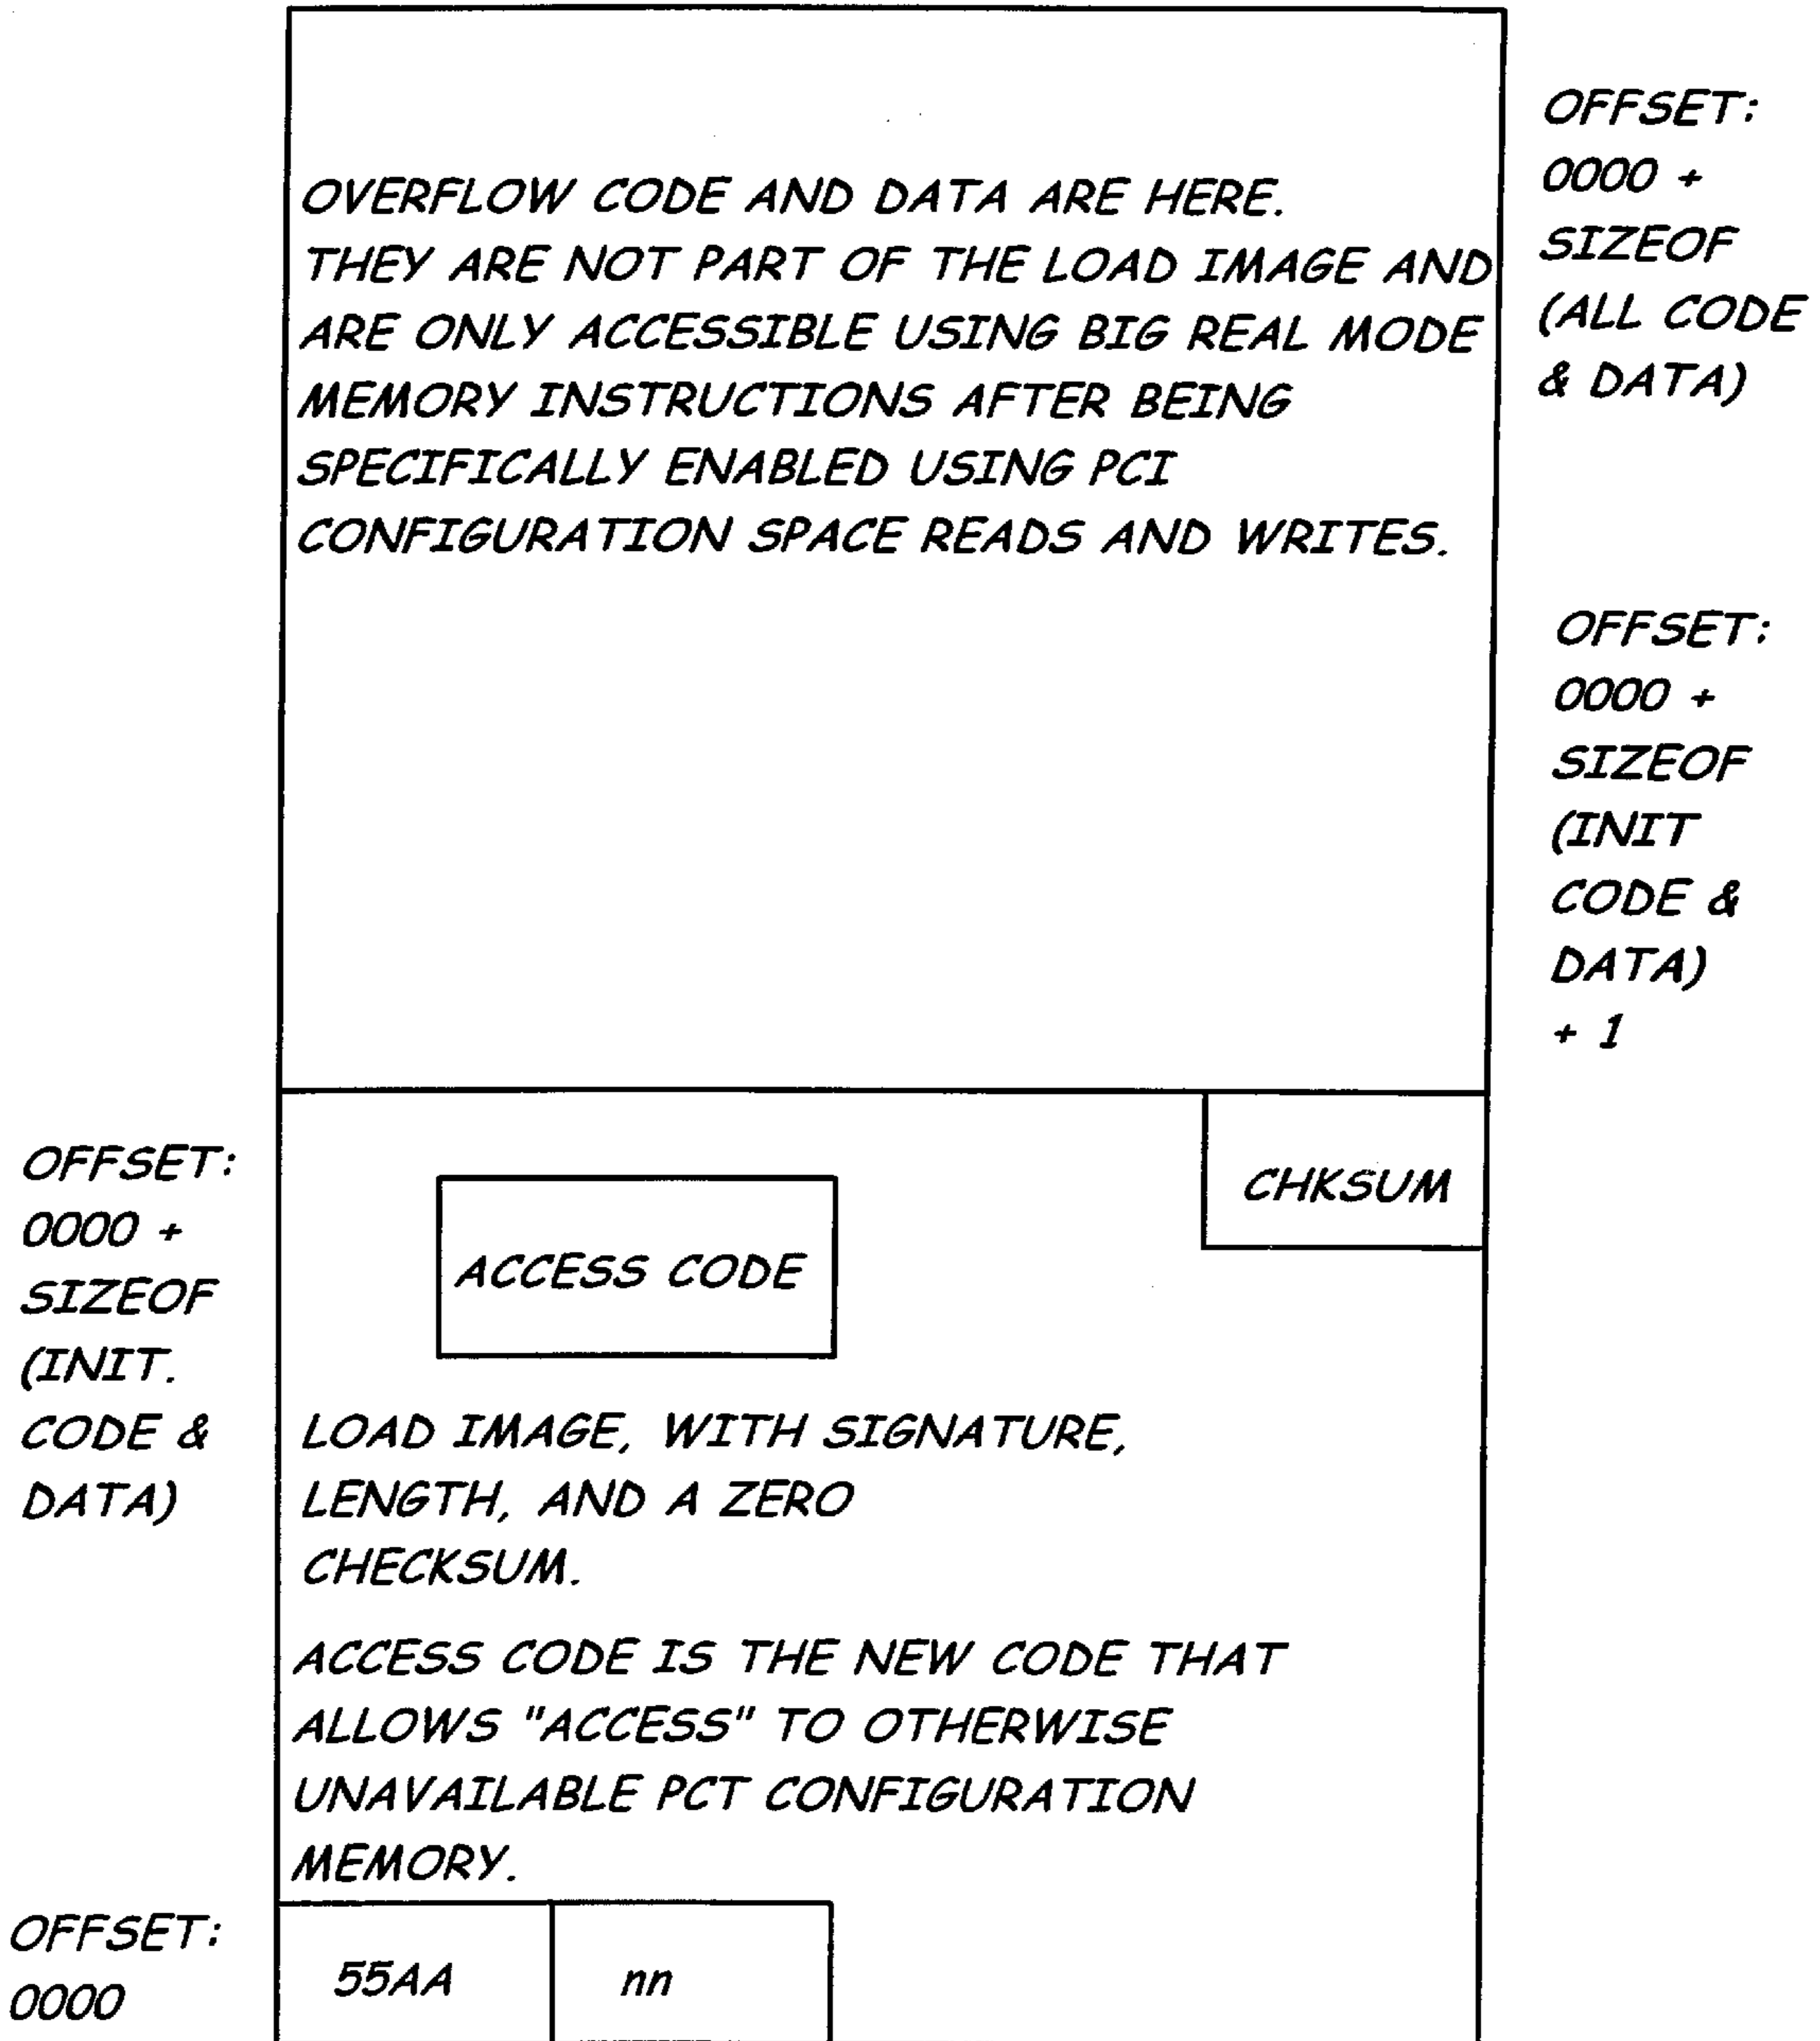 OFFSET:
0000 +
SIZEOF
(ALL CODE
& DATA)
OVERFLOW CODE AND DATA ARE HERE.
THEY ARE NOT PART OF THE LOAD IMAGE AND
ARE ONLY ACCESSIBLE USING BIG REAL MODE
MEMORY INSTRUCTIONS AFTER BEING
SPECIFICALLY ENABLED USING PCI
CONFIGURATION SPACE READS AND WRITES.
OFFSET:
0000 +
SIZEOF
(INIT
CODE &
DATA)
+ 1
OFFSET:
0000 +
SIZEOF
(INIT.
CODE &
DATA)
CHKSUM
ACCESS CODE
LOAD IMAGE, WITH SIGNATURE,
LENGTH, AND A ZERO
CHECKSUM.
ACCESS CODE IS THE NEW CODE THAT
ALLOWS "ACCESS" TO OTHERWISE
UNAVAILABLE PCT CONFIGURATION
MEMORY.
OFFSET:
0000
55AA
nn